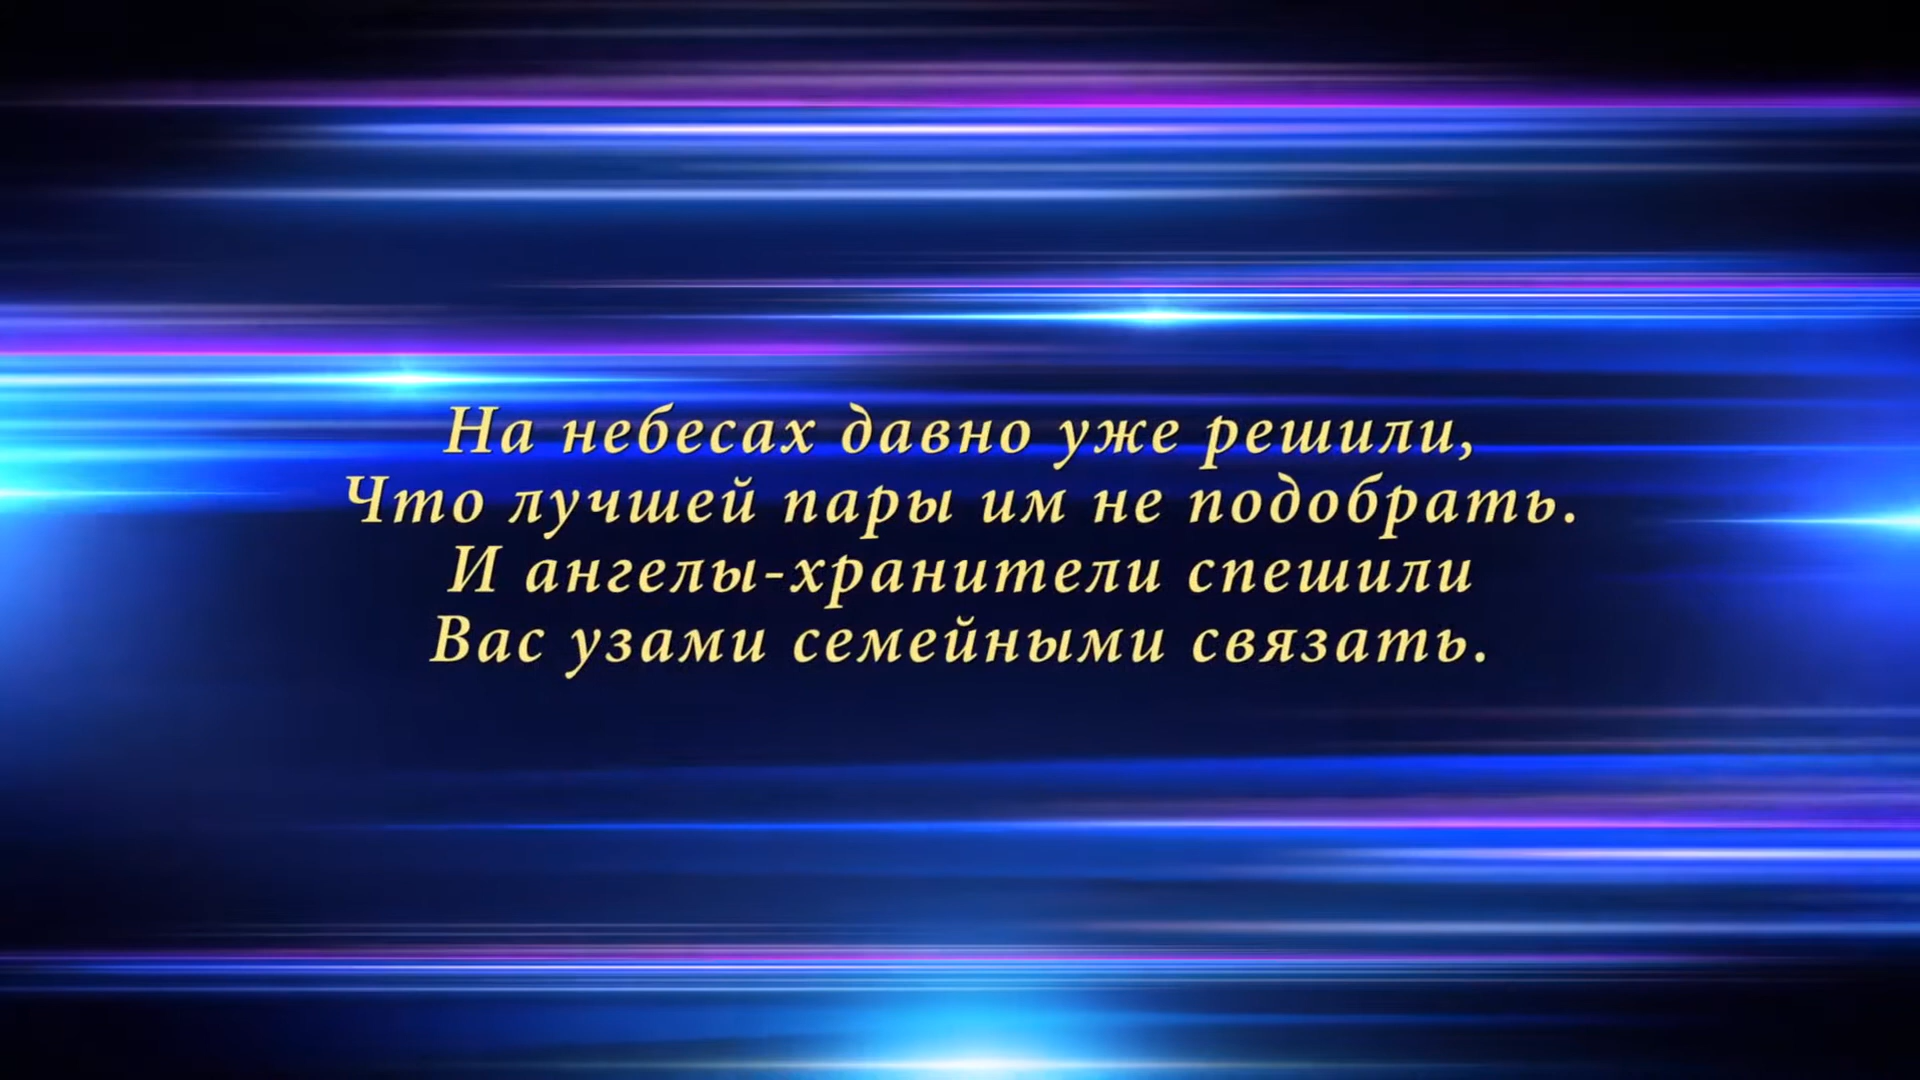 На небесах давно уже решили,
Что лучшей пары им не подобрать.
И ангелы-хранители спешили
Вас узами семейными связать.